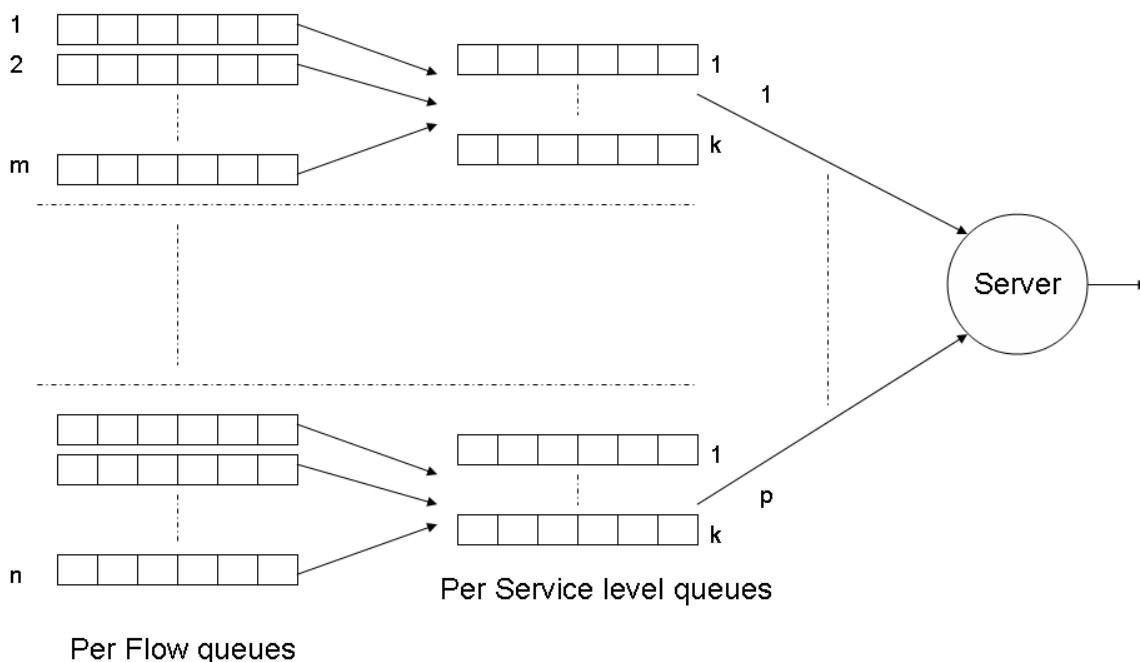 1
2
m
1
k
1
Server
n
1
k
p
Per Service level queues
Per Flow queues